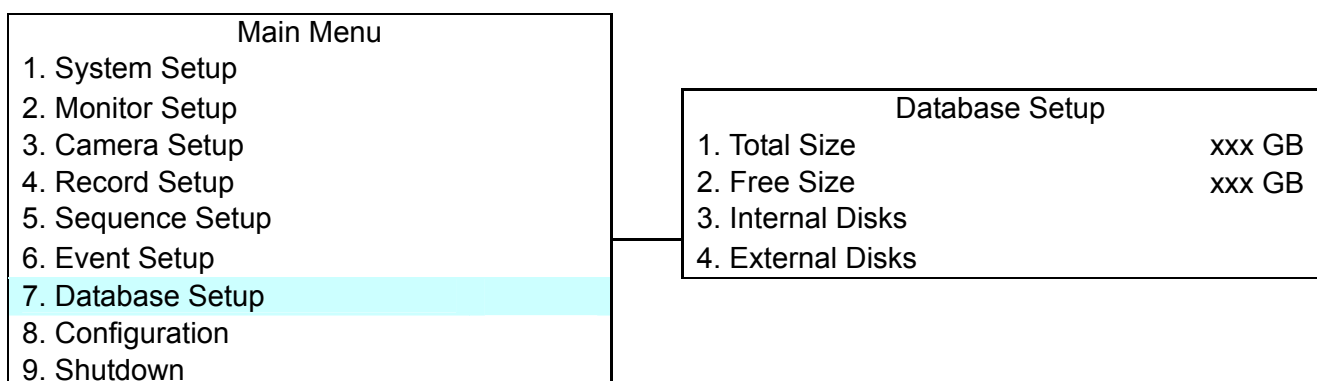 Main Menu
1. System Setup
2. Monitor Setup
3. Camera Setup
4. Record Setup
5. Sequence Setup
6. Event Setup
7. Database Setup
8. Configuration
9. Shutdown
Database Setup
1. Total Size xxx GB
2. Free Size xxx GB
3. Internal Disks
4. External Disks